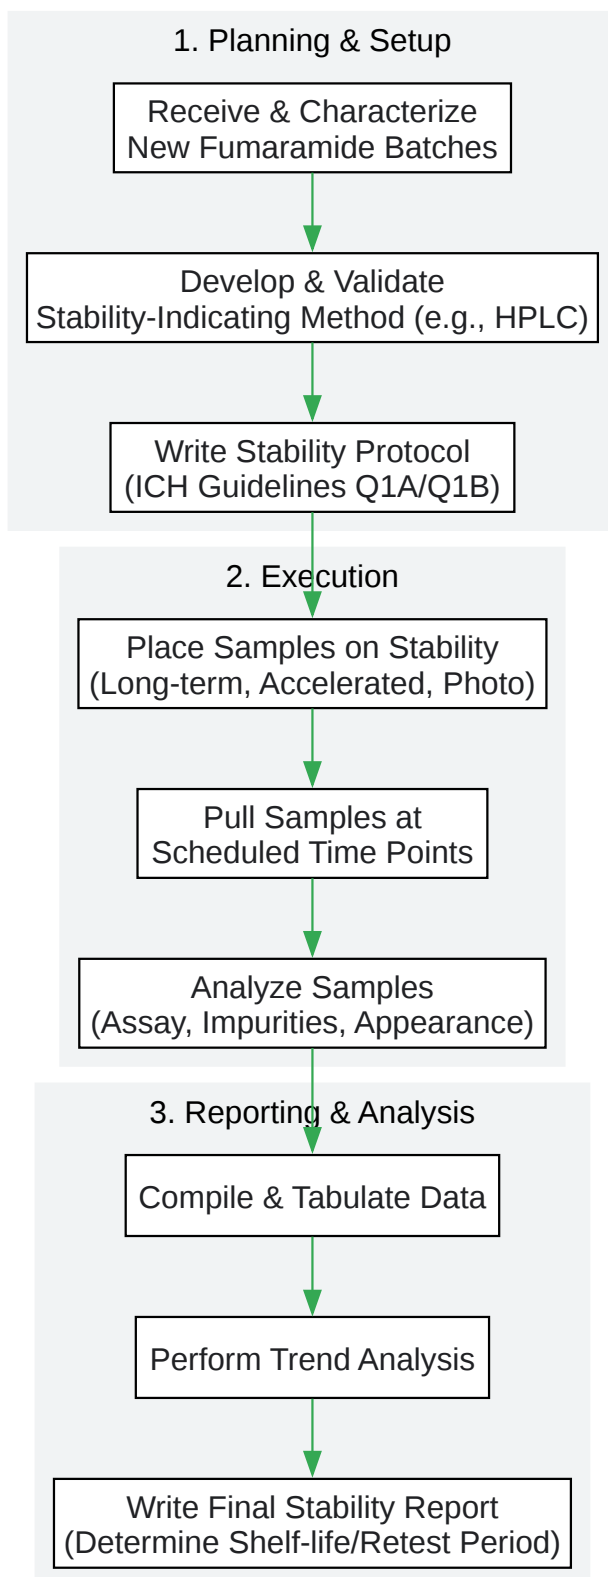 1. Planning & Setup
Receive & Characterize
New Fumaramide Batches
Develop & Validate
Stability-Indicating Method (e.g., HPLC)
Write Stability Protocol
(ICH Guidelines Q1A/Q1B)
2. Execution
Place Samples on Stability
(Long-term, Accelerated, Photo)
Pull Samples at
Scheduled Time Points
Analyze Samples
(Assay, Impurities, Appearance)
3. Reporting & Analysis
Compile & Tabulate Data
Perform Trend Analysis
Write Final Stability Report
(Determine Shelf-life/Retest Period)